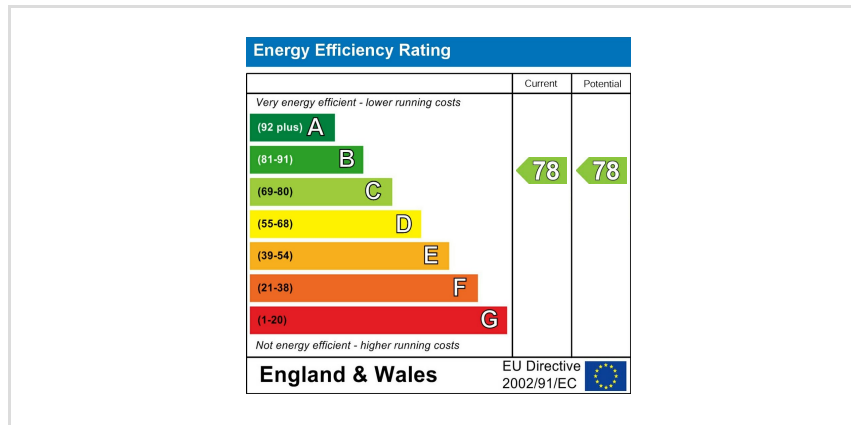 Energy Efficiency Rating
Current Potential
Very energy efficient - lower running costs
(92 plus) A
(81-91) B
78 78
(69-80) C
(55-68) D
(39-54) E
(21-38) F
(1-20) G
Not energy efficient - higher running costs
England & Wales
EU Directive
2002/91/EC